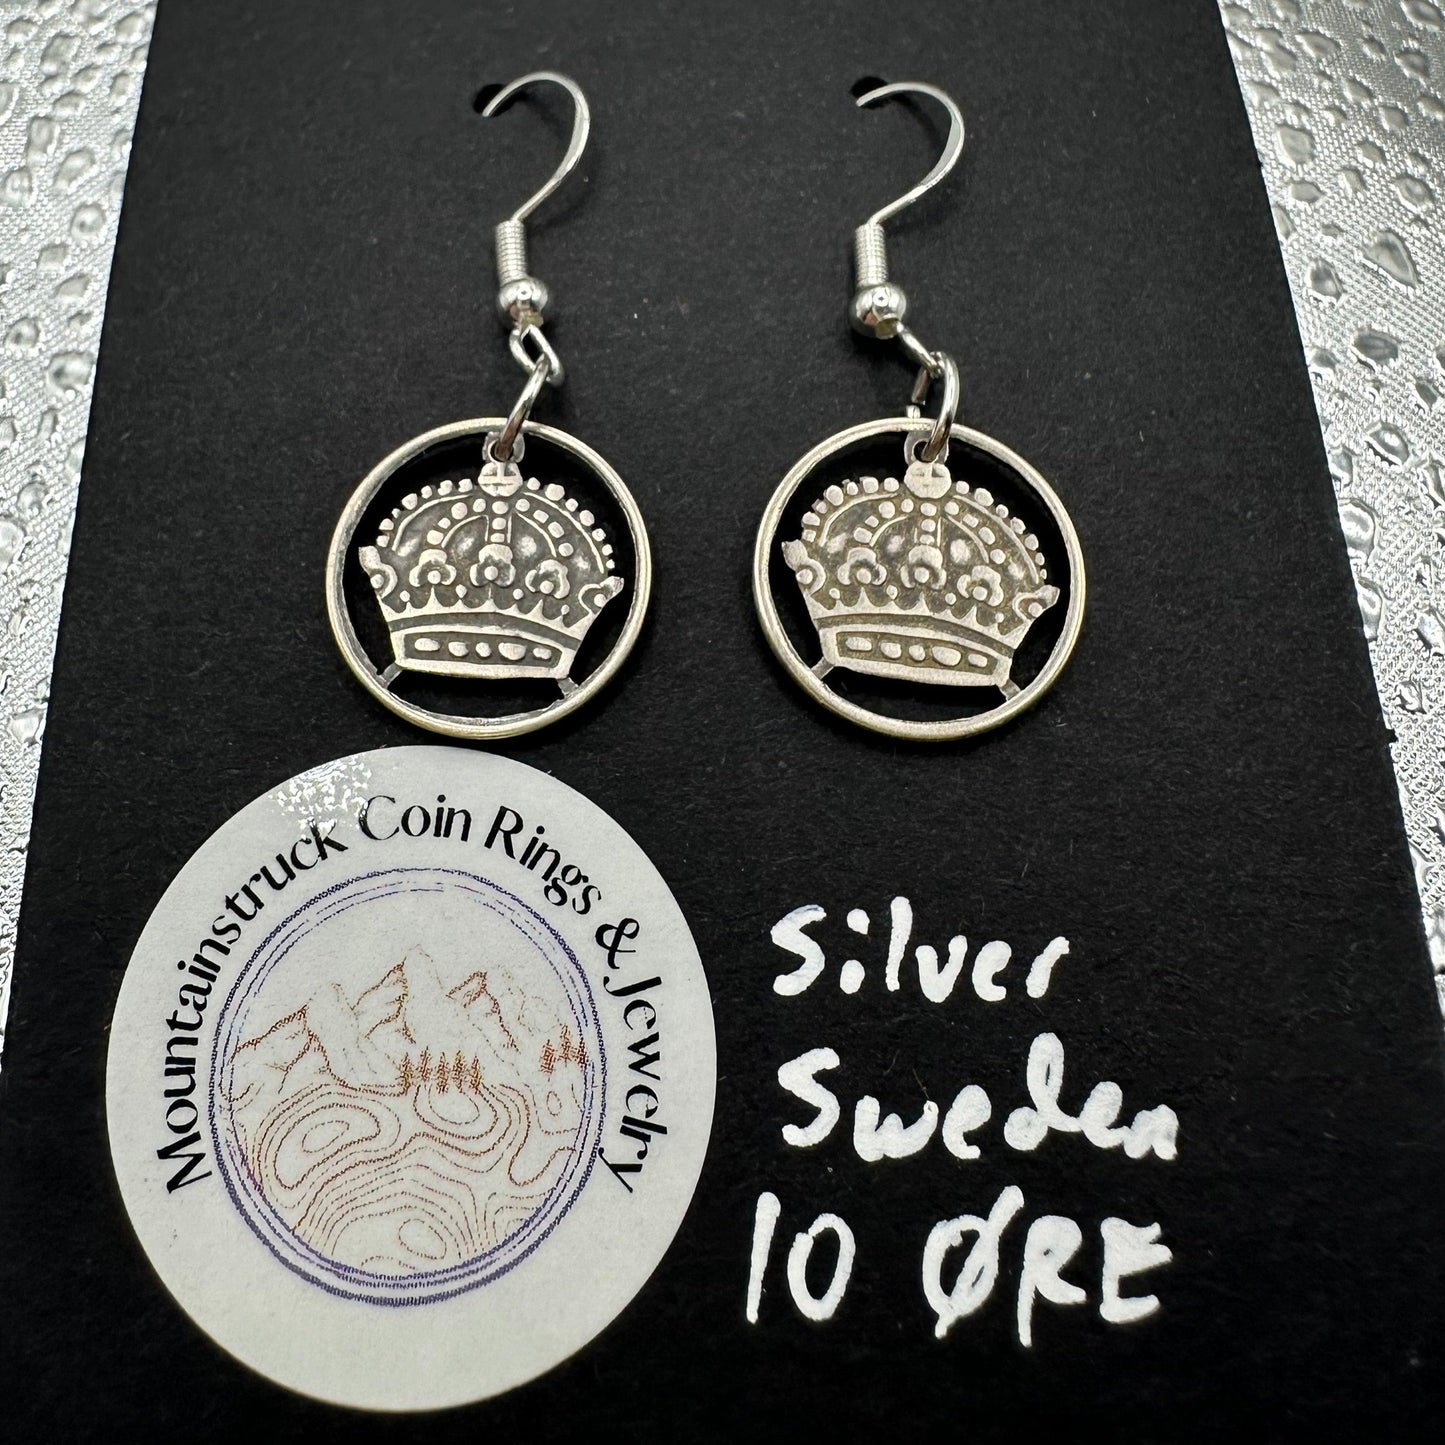 Mountainstruck Coin Rings & Jewelry
Silver
Sweden
10 ØRE